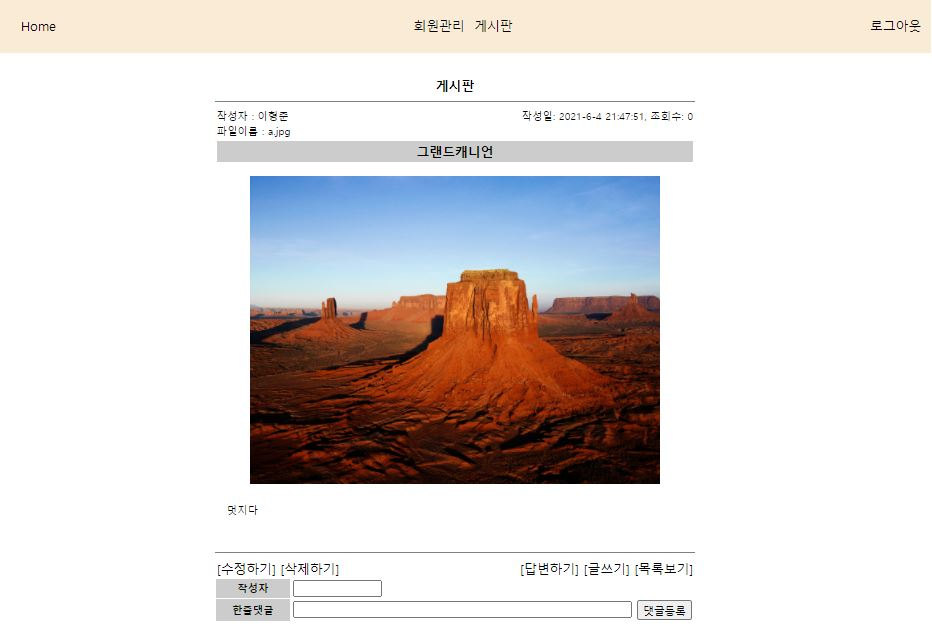 Home 회원관리 게시판 로그아웃
게시판
작성자 : 이형준 작성일: 2021-6-4 21:47:51, 조회수: 0
파일이름 : a.jpg
그랜드캐니언
멋지다
[수정하기] [삭제하기] [답변하기] [글쓰기] [목록보기]
작성자
한줄댓글 댓글등록